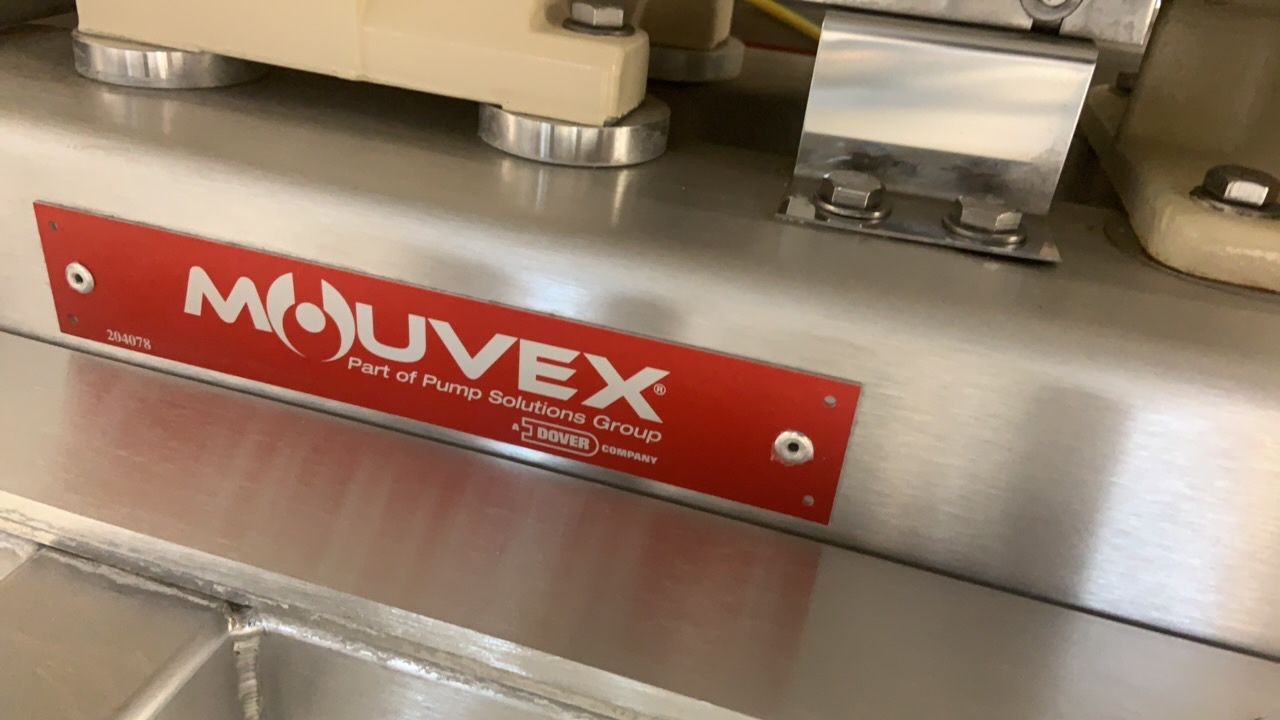 MOUVEX®
Part of Pump Solutions Group
A DOVER COMPANY
204078